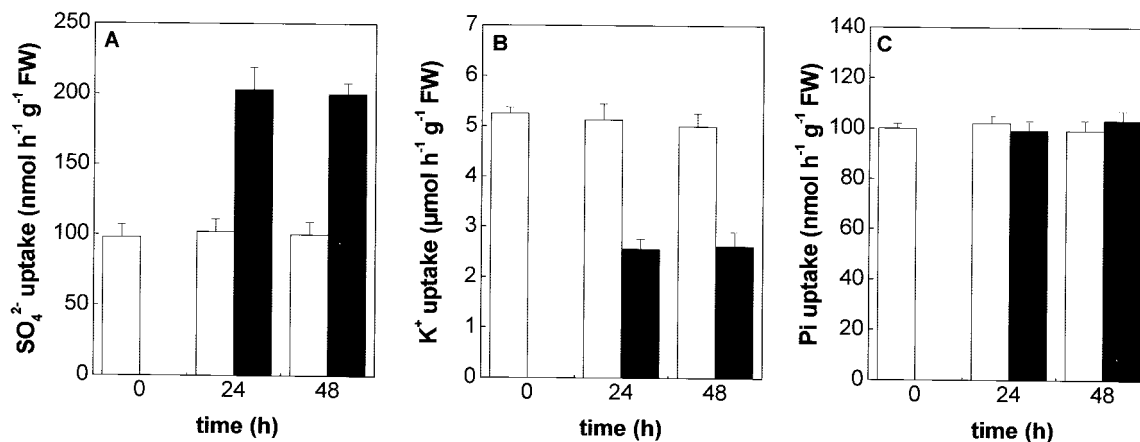 A
SO₄²⁻ uptake (nmol h⁻¹ g⁻¹ FW)
250
200
150
100
50
0
0 24 48
time (h)
B
K⁺ uptake (µmol h⁻¹ g⁻¹ FW)
7
6
5
4
3
2
1
0
0 24 48
time (h)
C
Pi uptake (nmol h⁻¹ g⁻¹ FW)
140
120
100
80
60
40
20
0
0 24 48
time (h)